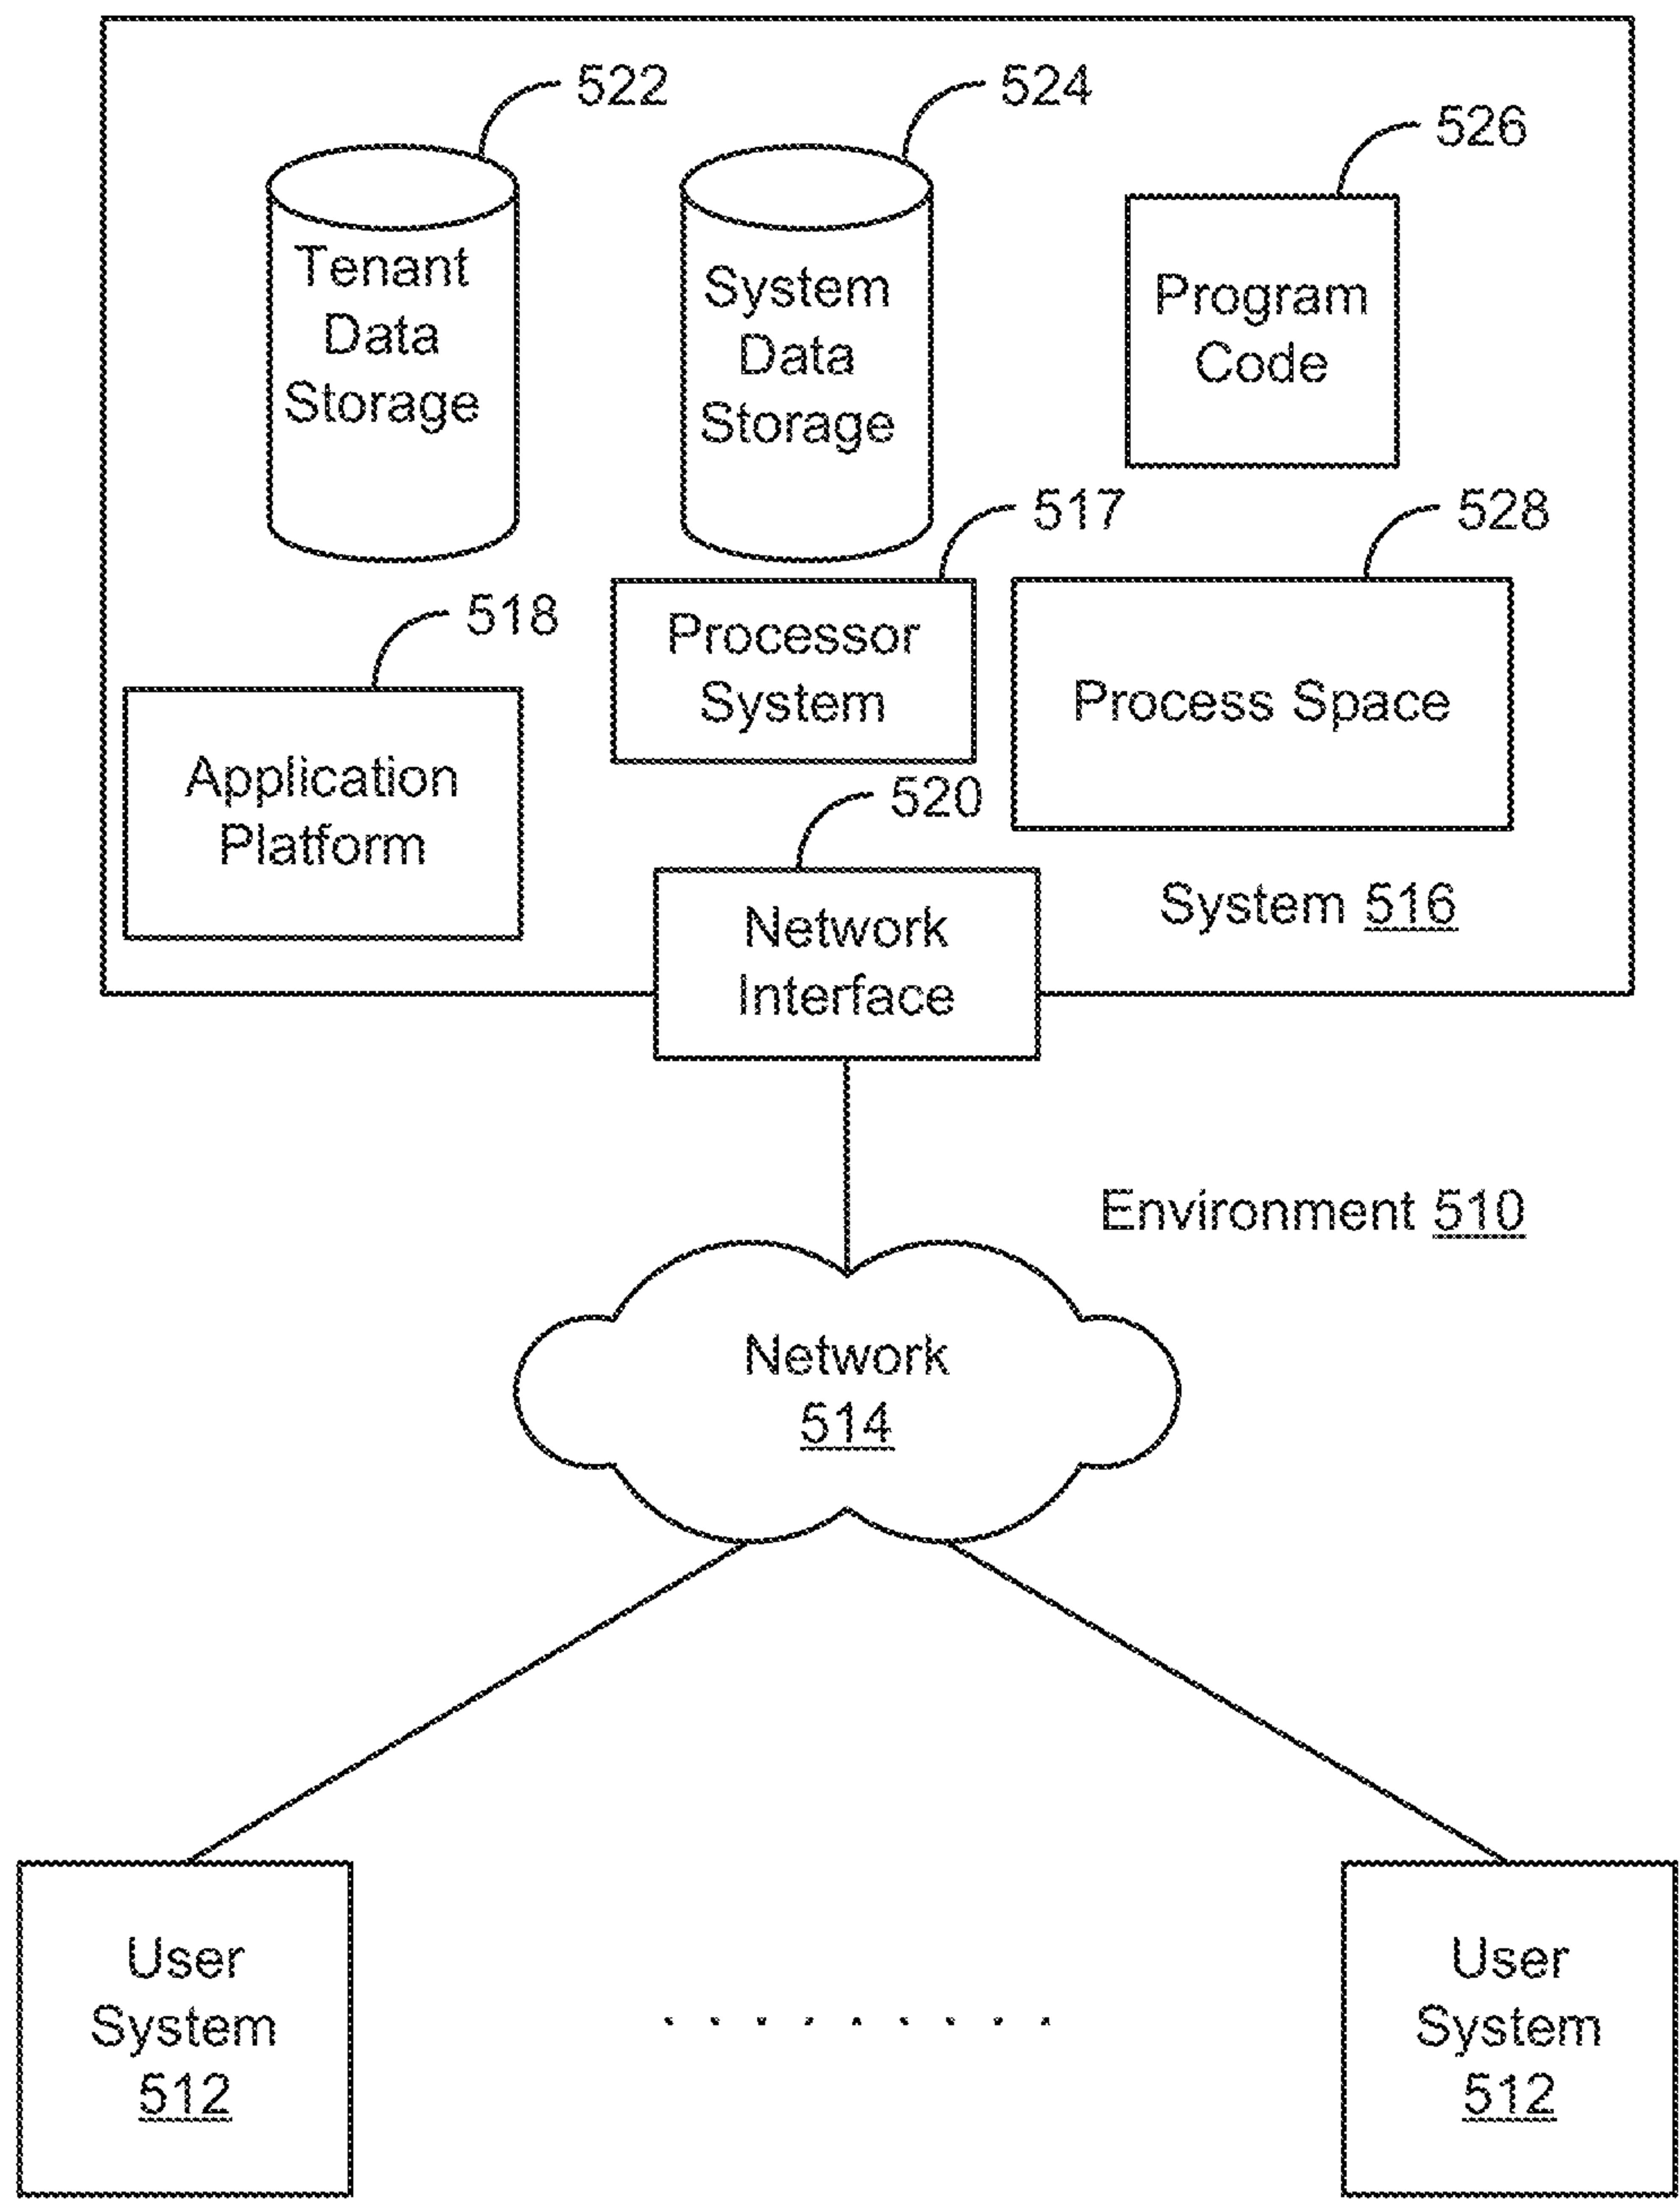 522
524
526
Tenant
Data
Storage
System
Data
Storage
Program
Code
517
528
518
Processor
System
Process Space
Application
Platform
520
Network
Interface
System 516
Environment 510
Network
514
User
System
512
User
System
512